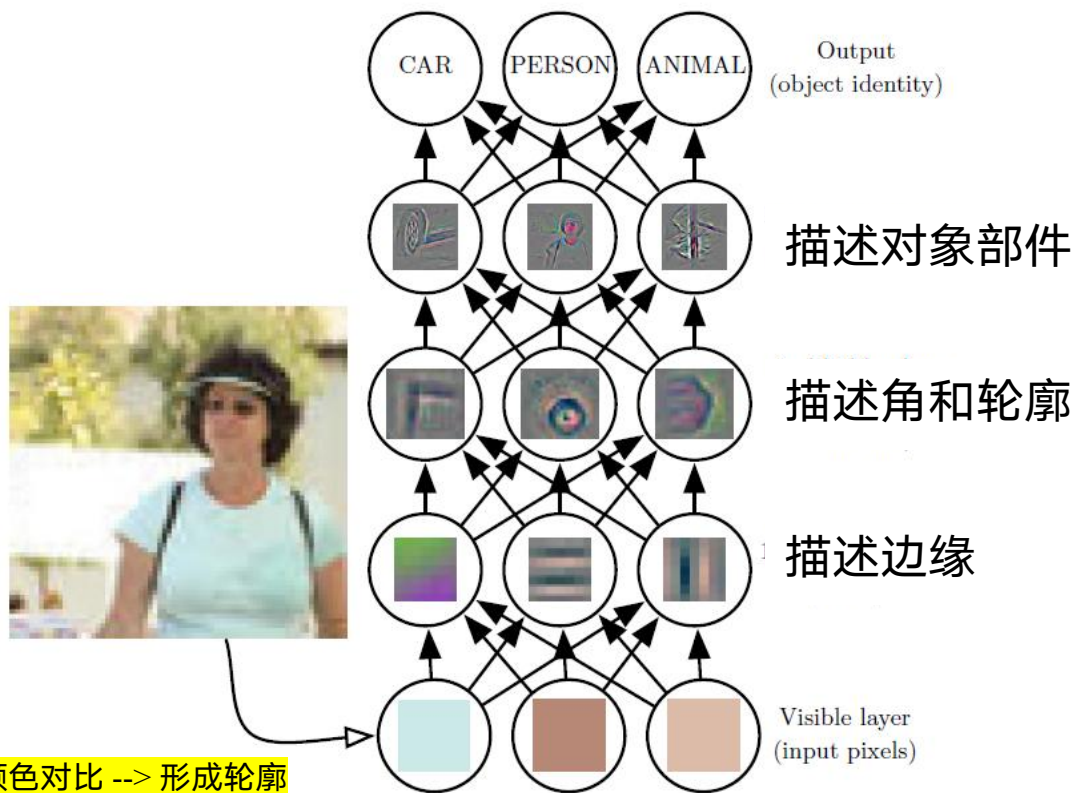 CAR PERSON ANIMAL
Output
(object identity)
描述对象部件
描述角和轮廓
描述边缘
Visible layer
(input pixels)
颜色对比 --> 形成轮廓